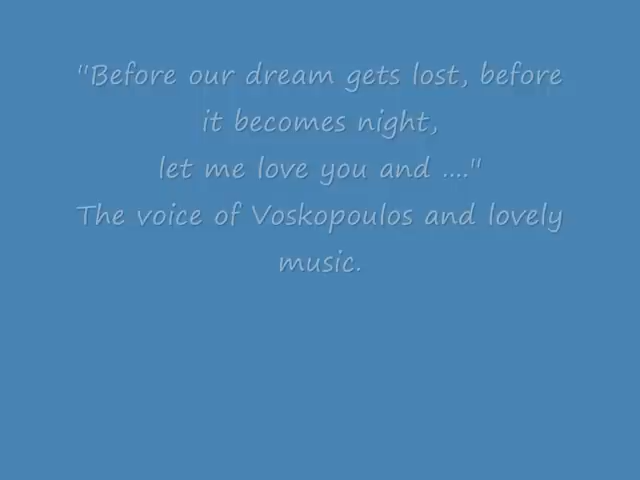 "Before our dream gets lost, before
it becomes night,
let me love you and ...."
The voice of Voskopoulos and lovely
music.